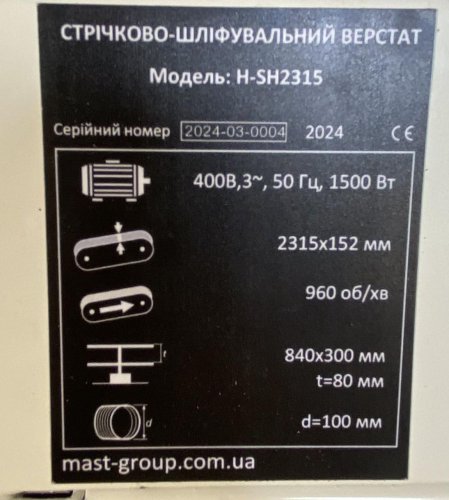 СТРІЧКОВО-ШЛІФУВАЛЬНИЙ ВЕРСТАТ
Модель: H-SH2315
Серійний номер 2024-03-0004 2024 CE
400В,3~, 50 Гц, 1500 Вт
2315x152 мм
960 об/хв
t
840x300 мм
t=80 мм
d
d=100 мм
mast-group.com.ua